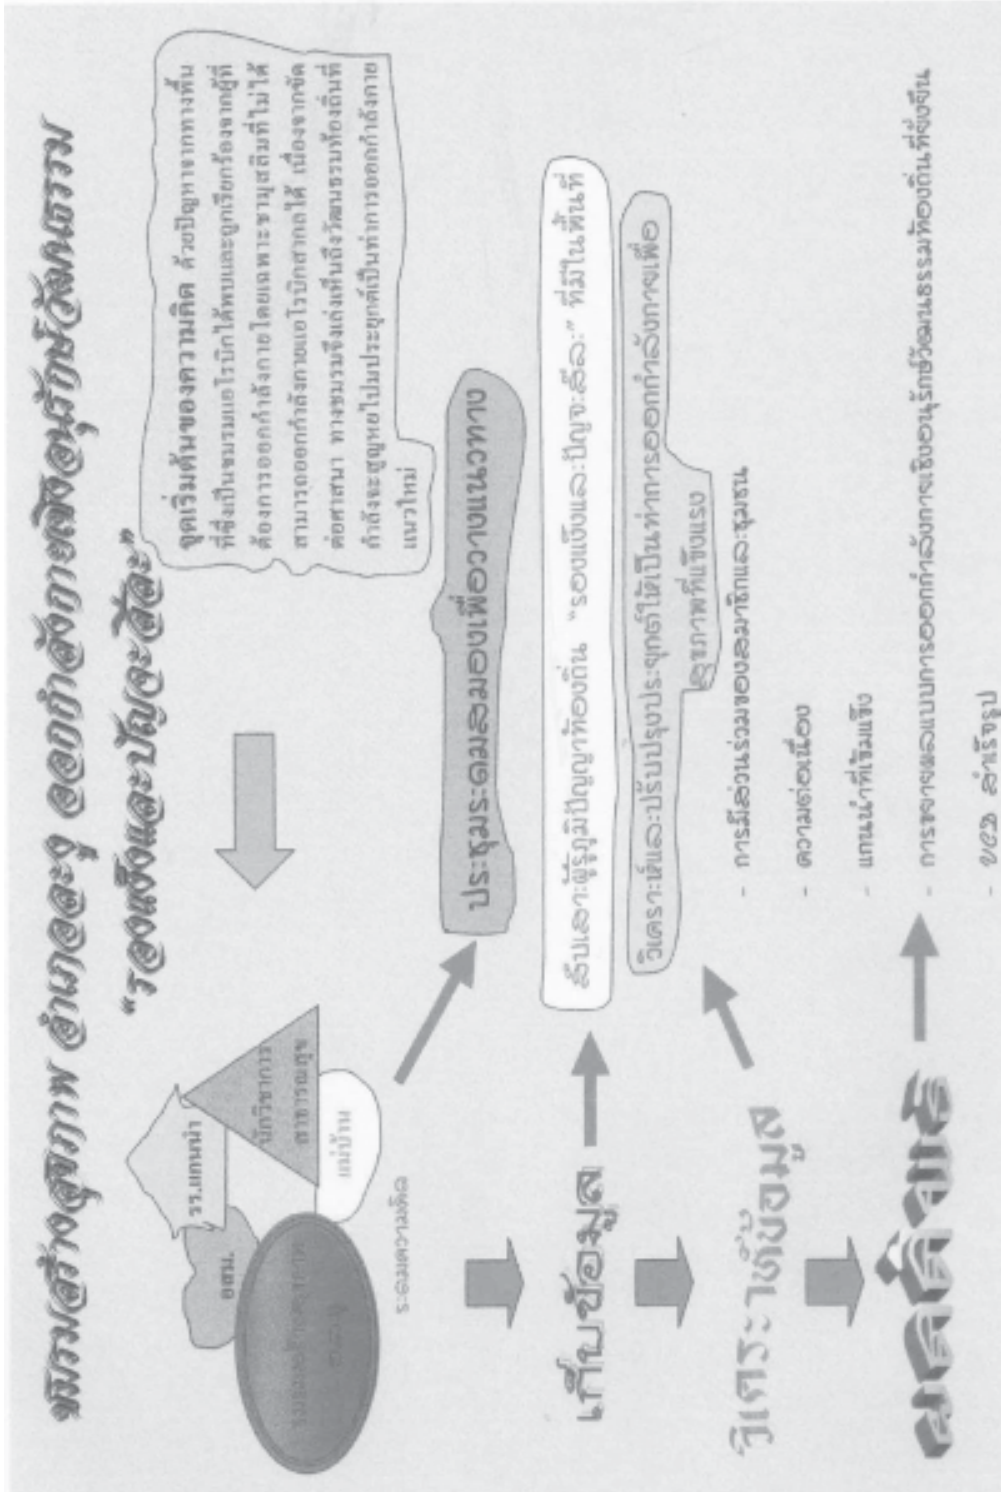 ชมรมสร้างสุขภาพ อำเภอละงู ออกกำลังกายเชิงอนุรักษ์วัฒนธรรม
“รองแง็งและปัญจะสีละ”
จุดเริ่มต้นของความคิด ด้วยปัญหาจากทางพื้น
ที่ซึ่งเป็นชมรมแอโรบิกได้พบและถูกเรียกร้องจากผู้ที่
ต้องการออกกำลังกายโดยเฉพาะชาวมุสลิมที่ไม่ได้
สามารถออกกำลังกายแอโรบิกสากลได้ เนื่องจากขัด
ต่อศาสนา ทางชมรมจึงเล่งเห็นถึงวัฒนธรรมท้องถิ่นที่
กำลังจะสูญหายไปมาประยุกต์เป็นท่าการออกกำลังกาย
แนวใหม่
รร.แกนนำ
อสม.
นักวิชาการ
สาธารณสุข
แม่บ้าน
ละงู
ระดมความคิด
ประชุมระดมสมองเพื่อวางแนวทาง
เก็บข้อมูล
สืบเสาะผู้รู้ภูมิปัญญาท้องถิ่น “รองแง็งและปัญจะสีละ” ที่มีในพื้นที่
วิเคราะห์ข้อมูล
วิเคราะห์และปรับปรุงประยุกต์ให้เป็นท่าการออกกำลังกายเพื่อ
สุขภาพที่แข็งแรง
- การมีส่วนร่วมของสมาชิกและชุมชน
- ความต่อเนื่อง
- แกนนำที่เข้มแข็ง
- การขยายผลแบบการออกกำลังกายเชิงอนุรักษ์วัฒนธรรมท้องถิ่นที่ยั่งยืน
- VCD สำเร็จรูป